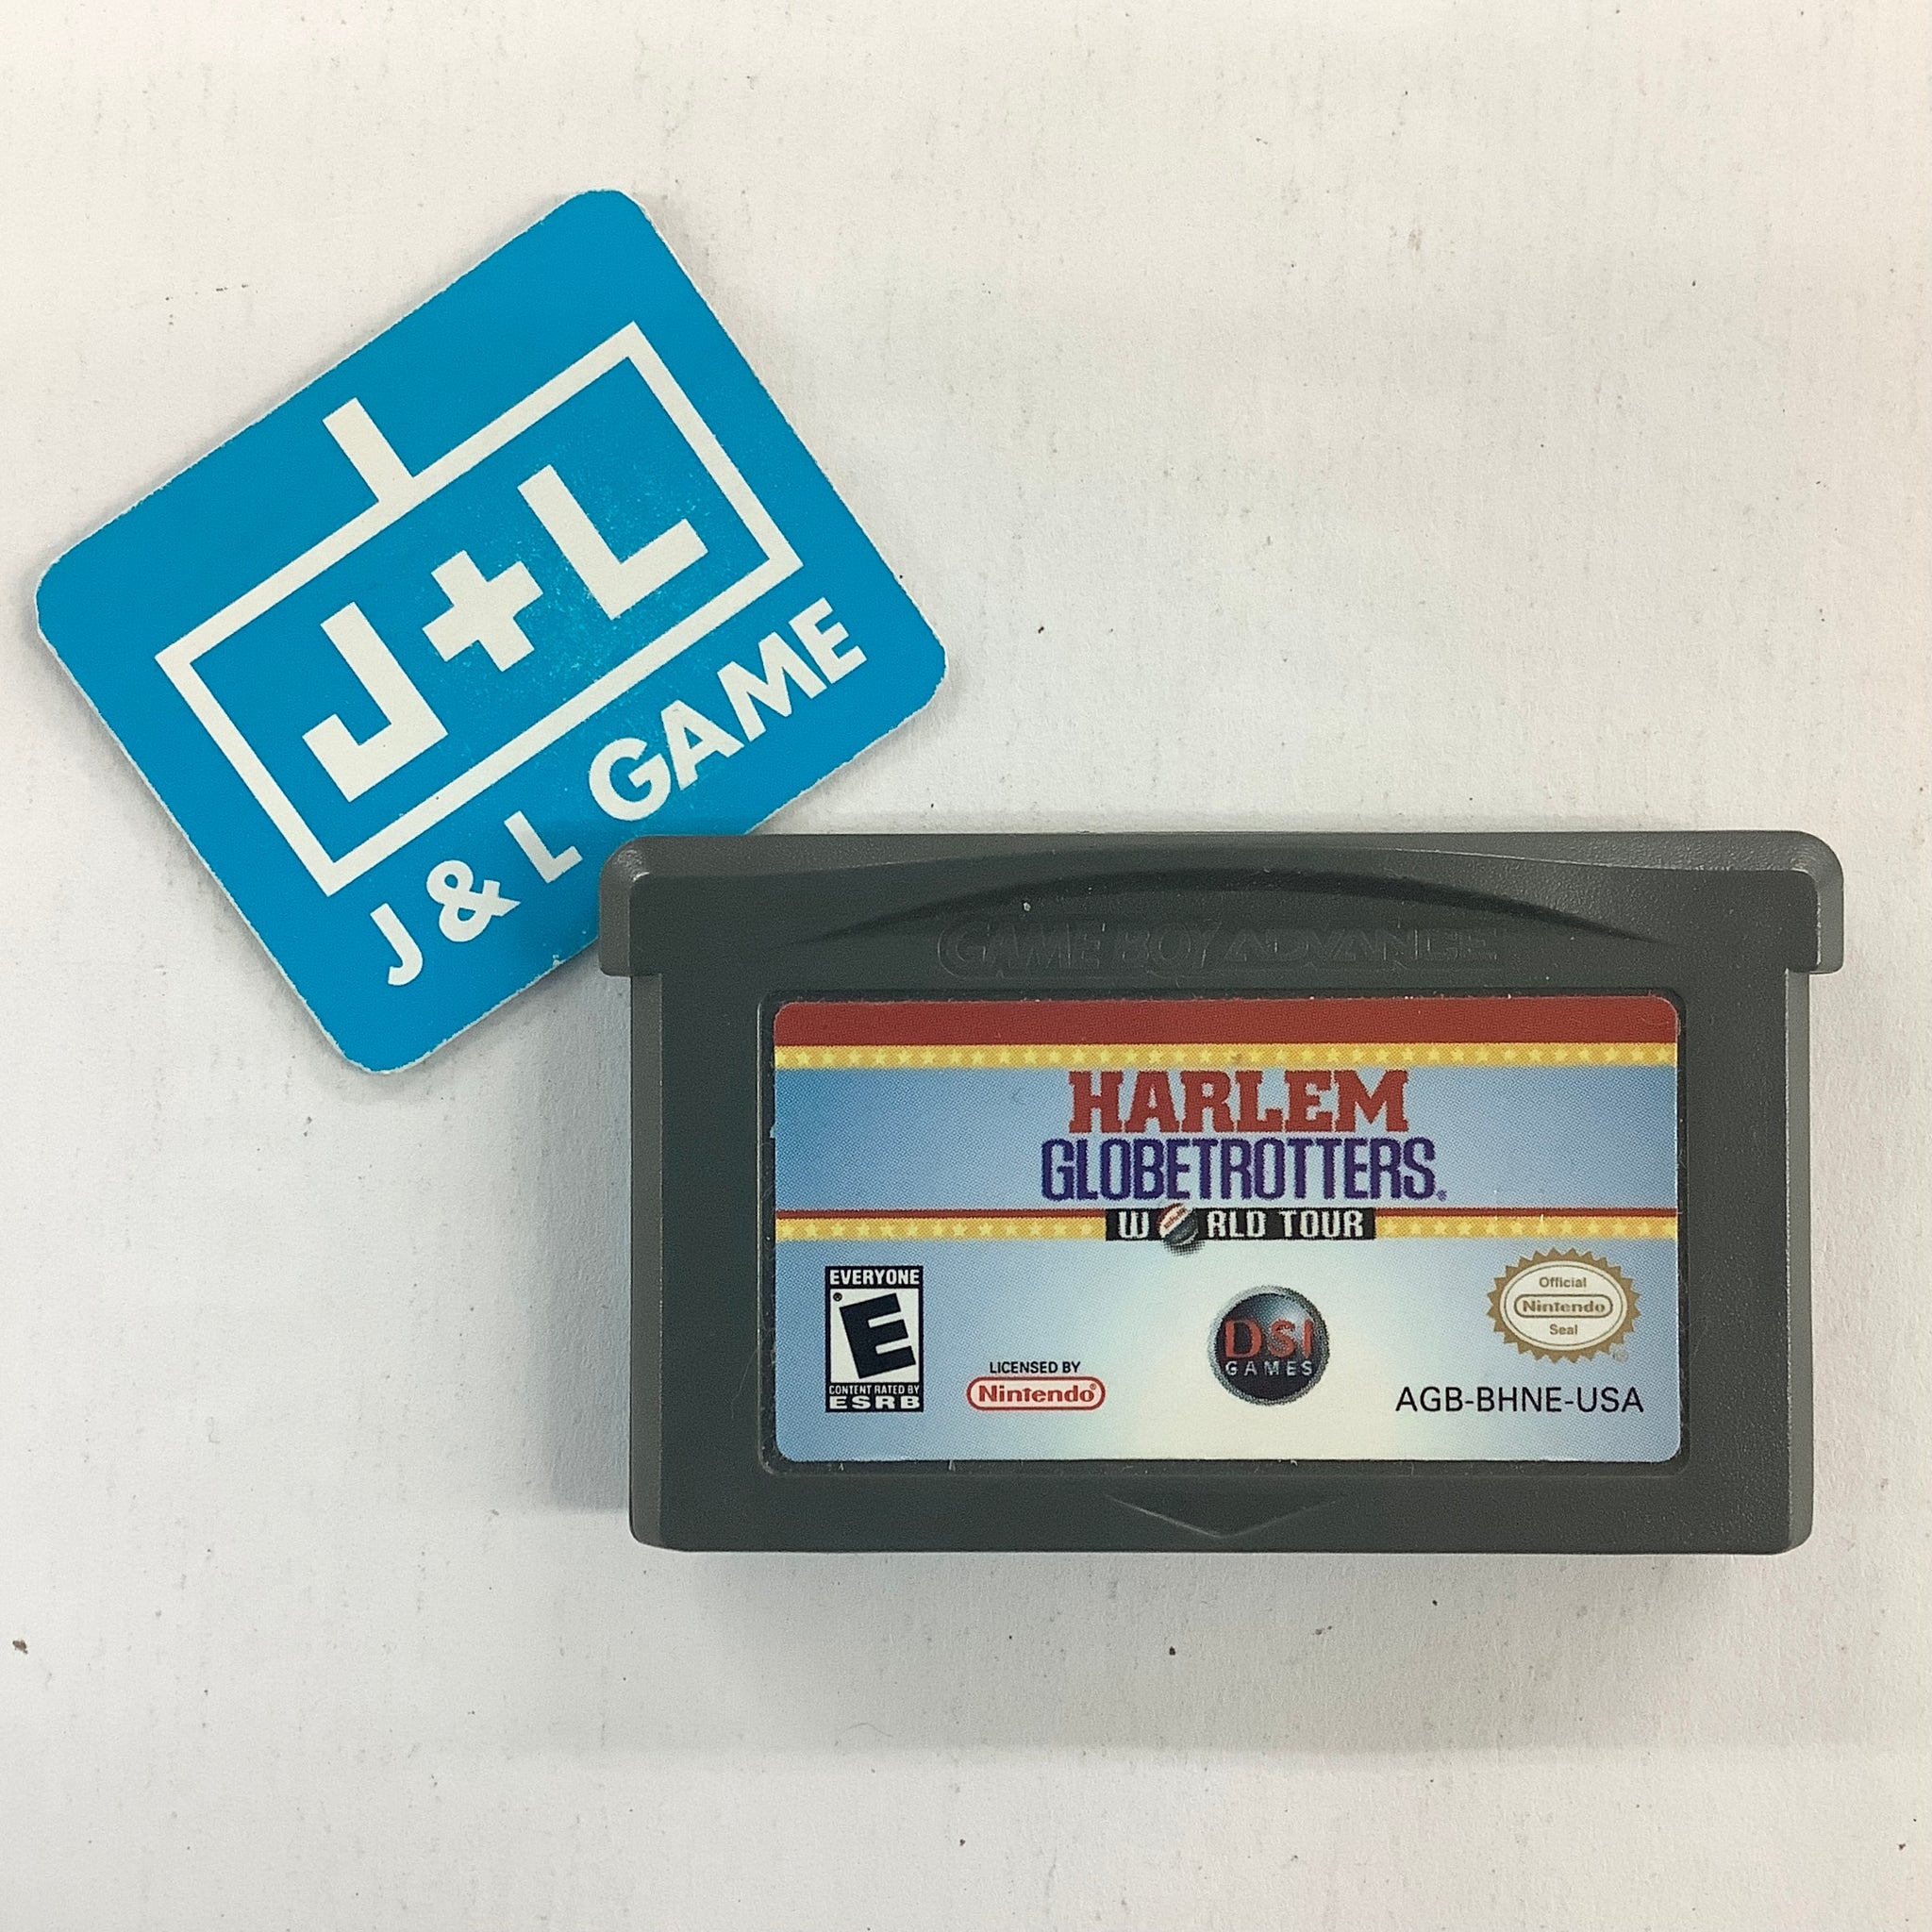 J+L
J & L GAME
GAME BOY ADVANCE
HARLEM
GLOBETROTTERS®
WORLD TOUR
EVERYONE
E
CONTENT RATED BY
ESRB
LICENSED BY
Nintendo®
DSI
GAMES
Official
Nintendo
Seal
AGB-BHNE-USA